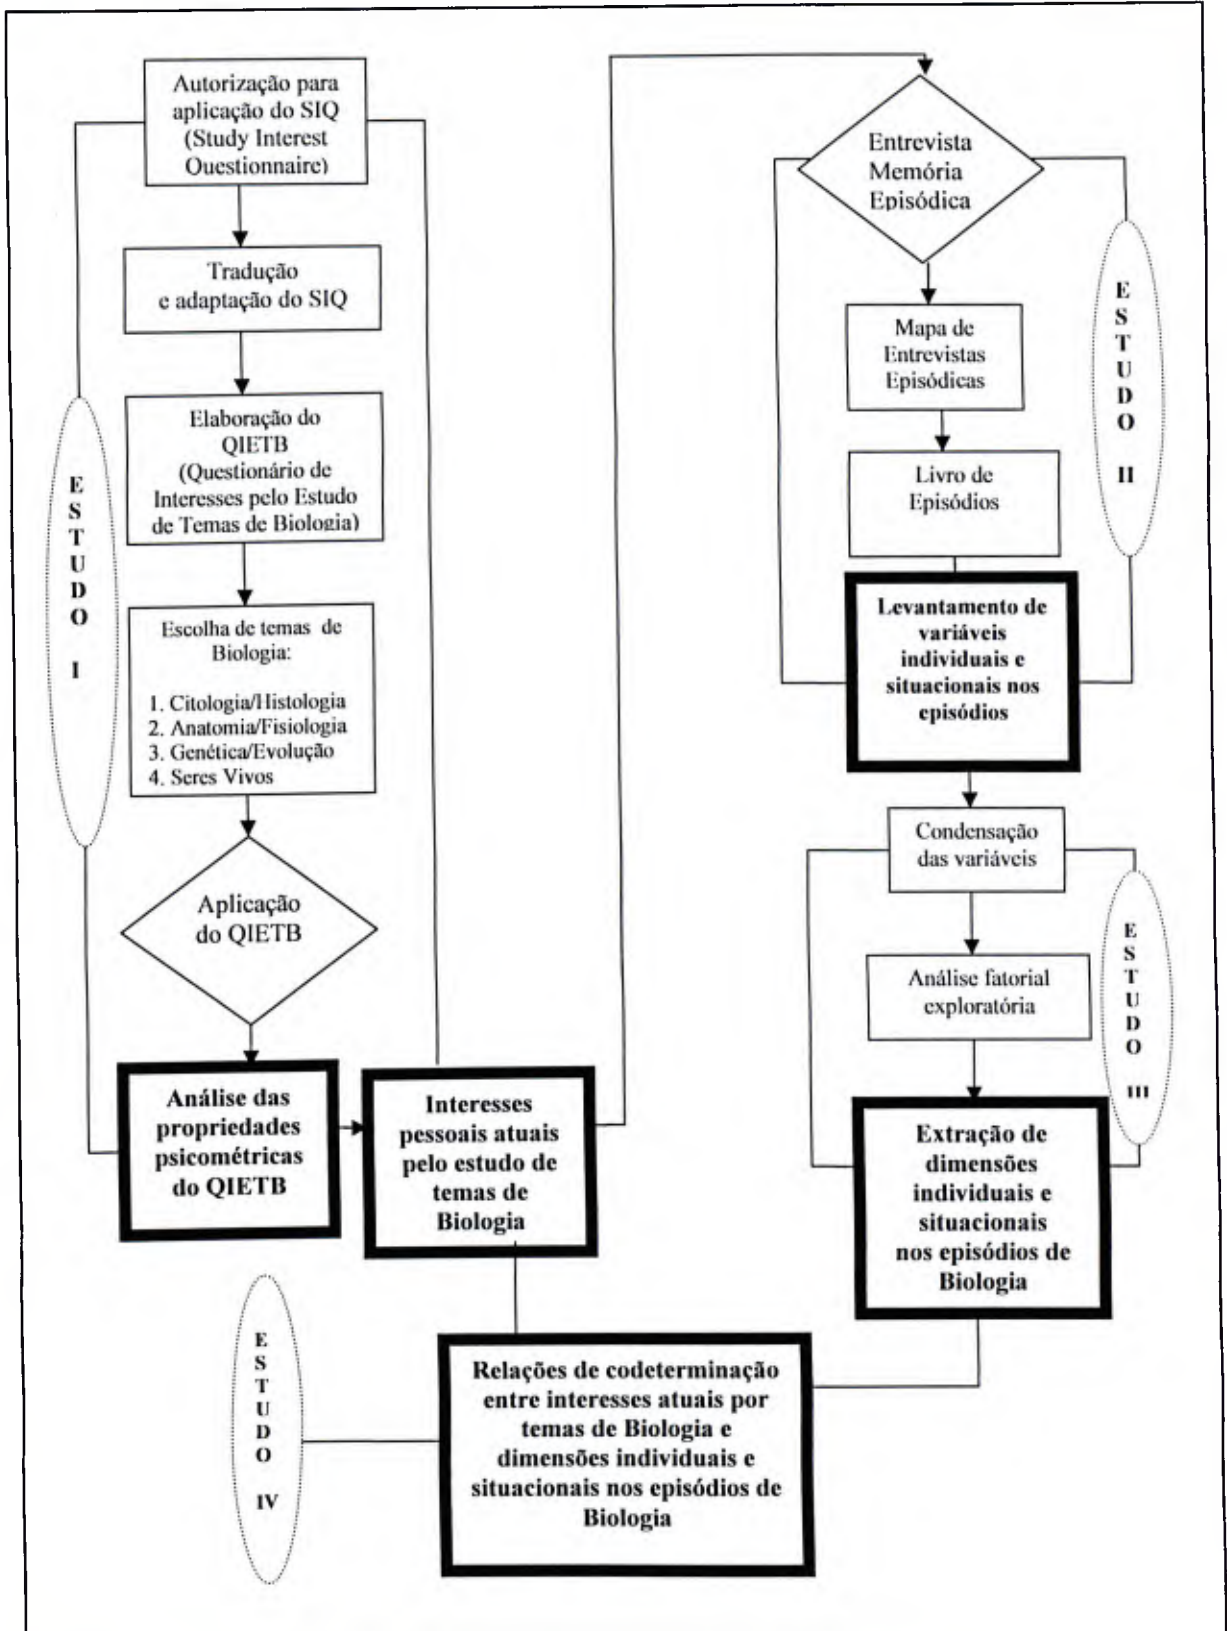 Autorização para
aplicação do SIQ
(Study Interest
Questionnaire)
Tradução
e adaptação do SIQ
Elaboração do
QIETB
(Questionário de
Interesses pelo Estudo
de Temas de Biologia)
Escolha de temas de
Biologia:
1. Citologia/Histologia
2. Anatomia/Fisiologia
3. Genética/Evolução
4. Seres Vivos
Aplicação
do QIETB
Análise das
propriedades
psicométricas
do QIETB
ESTUDO I
Interesses
pessoais atuais
pelo estudo de
temas de
Biologia
Entrevista
Memória
Episódica
Mapa de
Entrevistas
Episódicas
Livro de
Episódios
Levantamento de
variáveis
individuais e
situacionais nos
episódios
ESTUDO II
Condensação
das variáveis
Análise fatorial
exploratória
Extração de
dimensões
individuais e
situacionais
nos episódios de
Biologia
ESTUDO III
Relações de codeterminação
entre interesses atuais por
temas de Biologia e
dimensões individuais e
situacionais nos episódios de
Biologia
ESTUDO IV